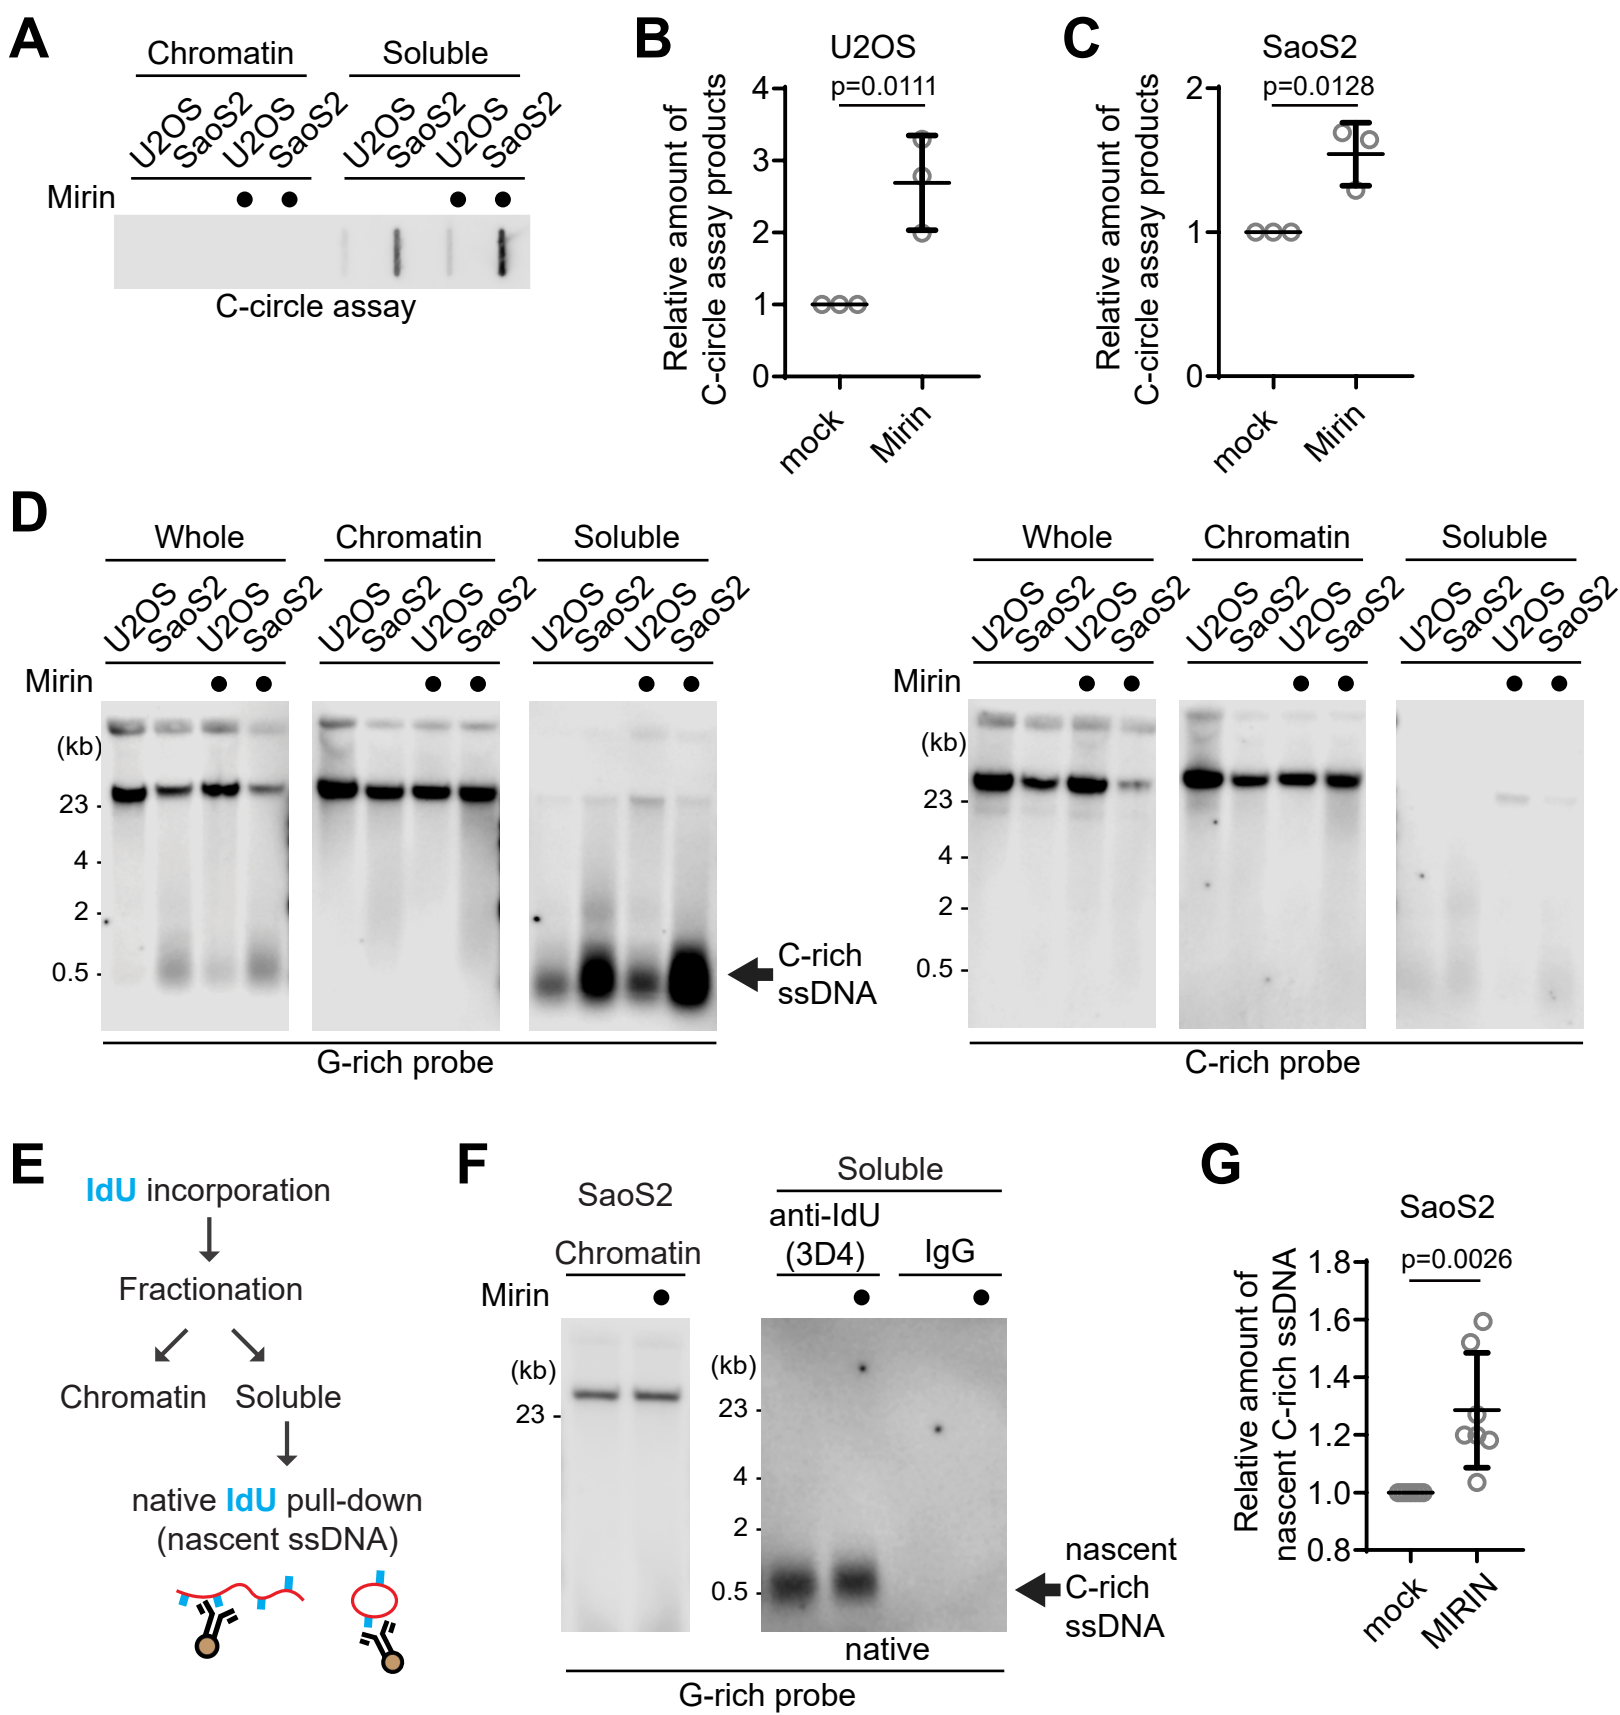 A
Chromatin Soluble
U2OS SaoS2 U2OS SaoS2 U2OS SaoS2 U2OS SaoS2
Mirin ● ● ● ●
C-circle assay
B
U2OS
p=0.0111
Relative amount of
C-circle assay products
4
3
2
1
0
mock Mirin
C
SaoS2
p=0.0128
Relative amount of
C-circle assay products
2
1
0
mock Mirin
D
Whole Chromatin Soluble
U2OS SaoS2 U2OS SaoS2 U2OS SaoS2 U2OS SaoS2 U2OS SaoS2 U2OS SaoS2
Mirin ● ● ● ● ● ●
(kb)
23 -
4 -
2 -
0.5 -
C-rich
ssDNA
G-rich probe
Whole Chromatin Soluble
U2OS SaoS2 U2OS SaoS2 U2OS SaoS2 U2OS SaoS2 U2OS SaoS2 U2OS SaoS2
Mirin ● ● ● ● ● ●
(kb)
23 -
4 -
2 -
0.5 -
C-rich probe
E
IdU incorporation
Fractionation
Chromatin Soluble
native IdU pull-down
(nascent ssDNA)
F
SaoS2
Chromatin
Soluble
anti-IdU
(3D4)
IgG
Mirin ● ● ●
(kb)
23 -
(kb)
23 -
4 -
2 -
0.5 -
nascent
C-rich
ssDNA
native
G-rich probe
G
SaoS2
p=0.0026
Relative amount of
nascent C-rich ssDNA
1.8
1.6
1.4
1.2
1.0
0.8
mock MIRIN